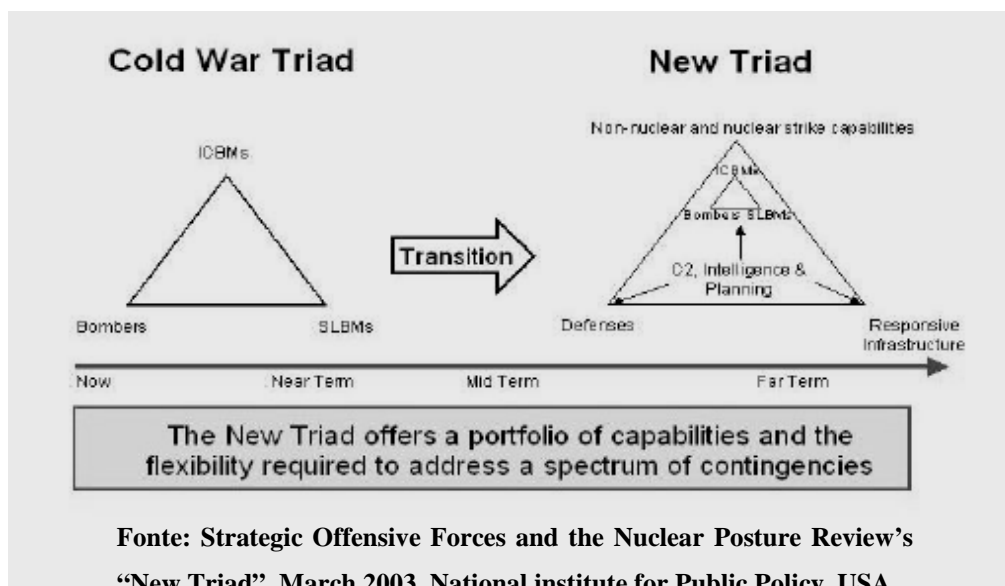 Cold War Triad
New Triad
Non-nuclear and nuclear strike capabilities
ICBMs
ICBMs
Bombers SLBMs
Transition
C2, Intelligence &
Planning
Bombers
SLBMs
Defenses
Responsive
Infrastructure
Now
Near Term
Mid Term
Far Term
The New Triad offers a portfolio of capabilities and the
flexibility required to address a spectrum of contingencies
Fonte: Strategic Offensive Forces and the Nuclear Posture Review’s
“New Triad”, March 2003, National institute for Public Policy, USA